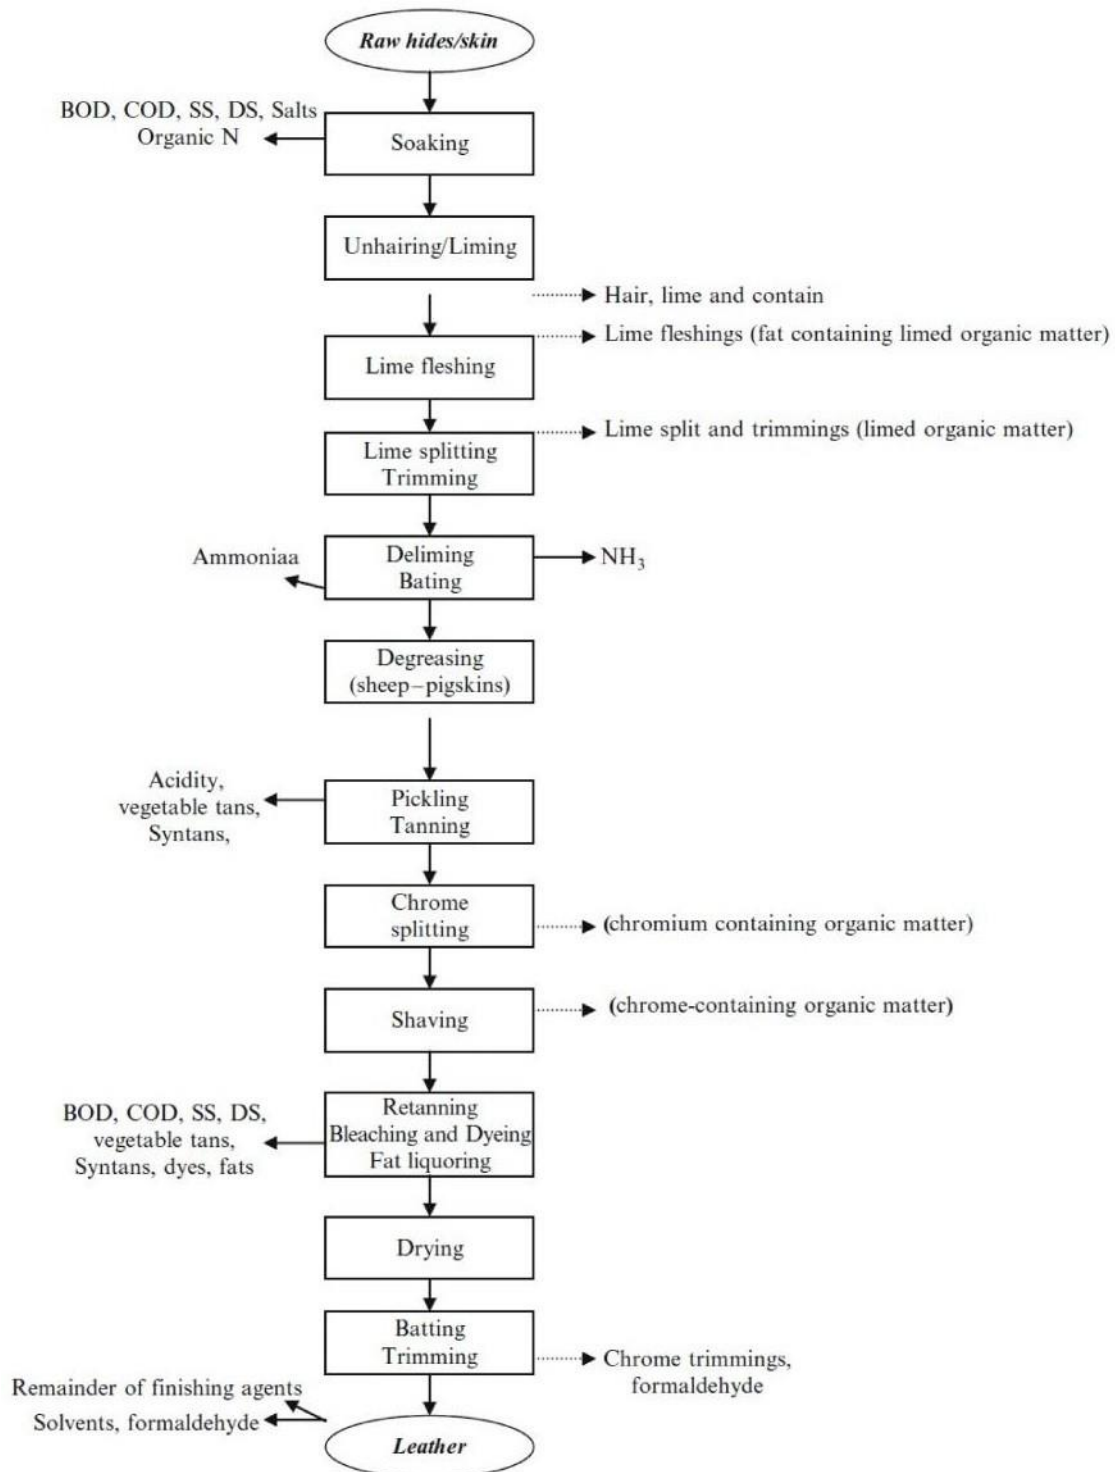 Raw hides/skin
BOD, COD, SS, DS, Salts
Organic N
Soaking
Unhairing/Liming
Hair, lime and contain
Lime fleshings (fat containing limed organic matter)
Lime fleshing
Lime split and trimmings (limed organic matter)
Lime splitting
Trimming
Ammoniaa
Deliming
Bating
NH₃
Degreasing
(sheep–pigskins)
Acidity,
vegetable tans,
Syntans,
Pickling
Tanning
Chrome
splitting
(chromium containing organic matter)
Shaving
(chrome-containing organic matter)
BOD, COD, SS, DS,
vegetable tans,
Syntans, dyes, fats
Retanning
Bleaching and Dyeing
Fat liquoring
Drying
Batting
Trimming
Chrome trimmings,
formaldehyde
Remainder of finishing agents
Solvents, formaldehyde
Leather